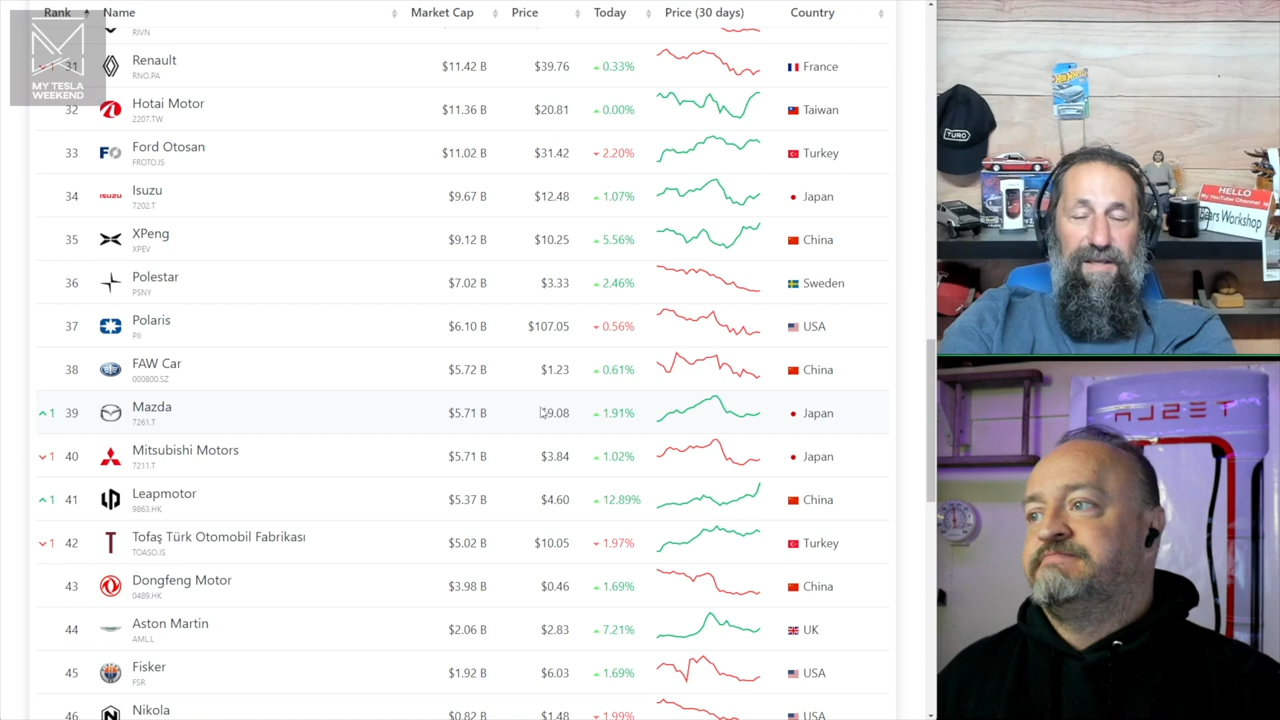 Rank Name Market Cap Price Today Price (30 days) Country
RIVN
MY TESLA
WEEKEND
31 Renault $11.42 B $39.76 0.33% France
RNO.PA
32 Hotai Motor $11.36 B $20.81 0.00% Taiwan
2207.TW
33 Ford Otosan $11.02 B $31.42 2.20% Turkey
FROTO.IS
34 Isuzu $9.67 B $12.48 1.07% Japan
7202.T
ISUZU
35 XPeng $9.12 B $10.25 5.56% China
XPEV
36 Polestar $7.02 B $3.33 2.46% Sweden
PSNY
37 Polaris $6.10 B $107.05 0.56% USA
PII
38 FAW Car $5.72 B $1.23 0.61% China
000800.SZ
1 39 Mazda $5.71 B 9.08 1.91% Japan
7261.T
1 40 Mitsubishi Motors $5.71 B $3.84 1.02% Japan
7211.T
1 41 Leapmotor $5.37 B $4.60 12.89% China
9863.HK
1 42 Tofaş Türk Otomobil Fabrikası $5.02 B $10.05 1.97% Turkey
TOASO.IS
43 Dongfeng Motor $3.98 B $0.46 1.69% China
0489.HK
44 Aston Martin $2.06 B $2.83 7.21% UK
AML.L
45 Fisker $1.92 B $6.03 1.69% USA
FSR
46 Nikola $0.82 B $1.48 1.99% USA
TURO
HELLO
My YouTube Channel is
Bears Workshop
TESLA